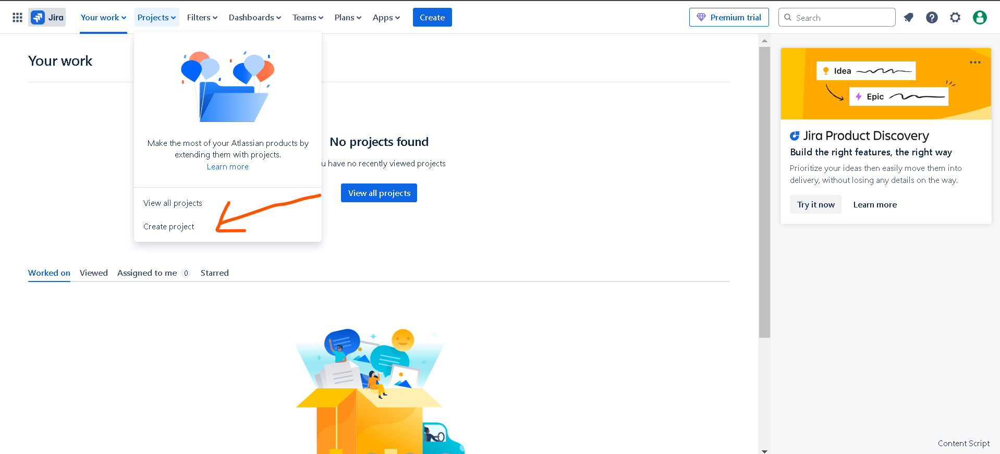 Jira Your work Projects Filters Dashboards Teams Plans Apps Create Premium trial Search
Your work
Make the most of your Atlassian products by
extending them with projects.
Learn more
View all projects
Create project
No projects found
u have no recently viewed projects
View all projects
Worked on Viewed Assigned to me 0 Starred
Idea
Epic
Jira Product Discovery
Build the right features, the right way
Prioritize your ideas then easily move them into
delivery, without losing any details on the way.
Try it now Learn more
Content Script